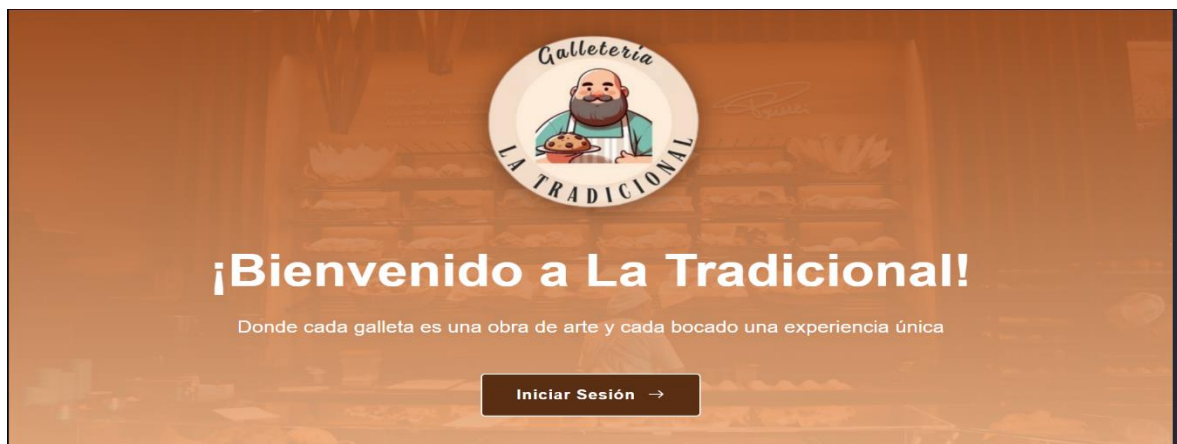 Galletería
LA TRADICIONAL
¡Bienvenido a La Tradicional!
Donde cada galleta es una obra de arte y cada bocado una experiencia única
Iniciar Sesión →